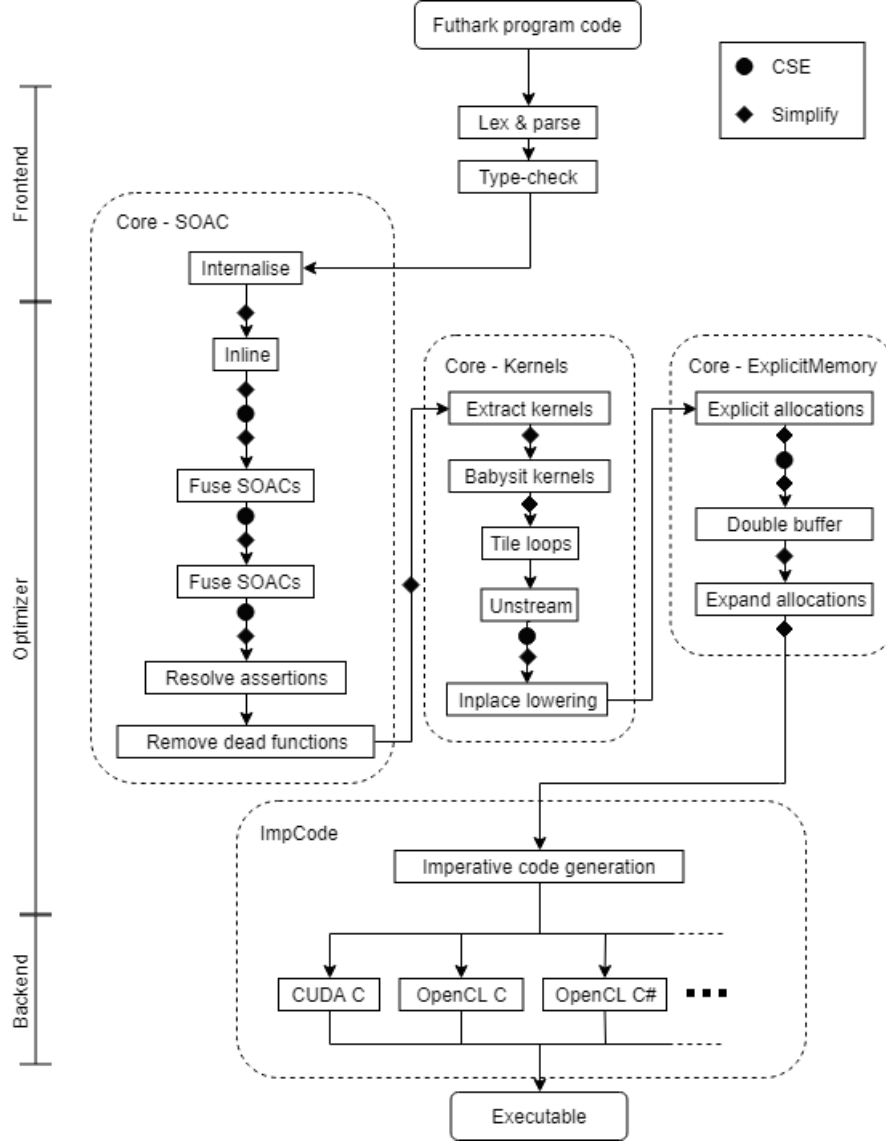 Futhark program code
CSE
Simplify
Frontend
Lex & parse
Type-check
Core - SOAC
Internalise
Optimizer
Inline
Fuse SOACs
Fuse SOACs
Resolve assertions
Remove dead functions
Core - Kernels
Extract kernels
Babysit kernels
Tile loops
Unstream
Inplace lowering
Core - ExplicitMemory
Explicit allocations
Double buffer
Expand allocations
ImpCode
Imperative code generation
Backend
CUDA C
OpenCL C
OpenCL C#
Executable